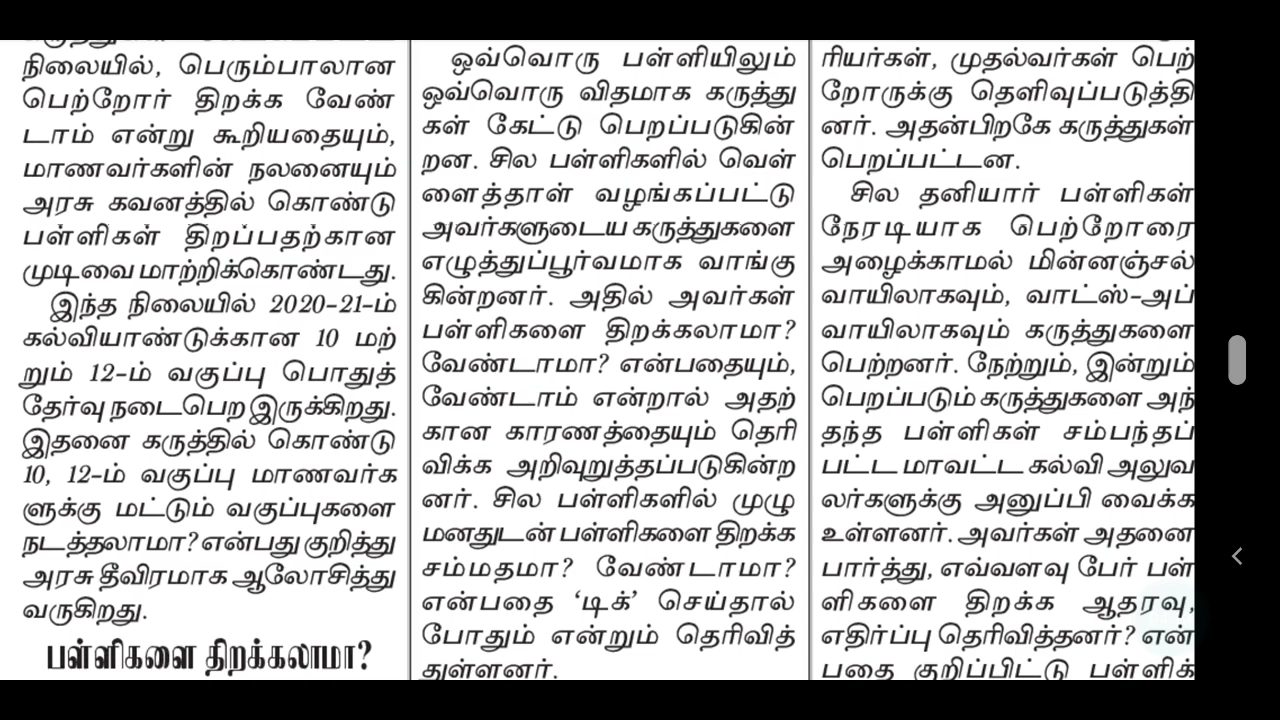 நிலையில், பெரும்பாலான
பெற்றோர் திறக்க வேண்
டாம் என்று கூறியதையும்,
மாணவர்களின் நலனையும்
அரசு கவனத்தில் கொண்டு
பள்ளிகள் திறப்பதற்கான
முடிவை மாற்றிக்கொண்டது.
இந்த நிலையில் 2020-21-ம்
கல்வியாண்டுக்கான 10 மற்
றும் 12-ம் வகுப்பு பொதுத்
தேர்வு நடைபெற இருக்கிறது.
இதனை கருத்தில் கொண்டு
10, 12-ம் வகுப்பு மாணவர்க
ளுக்கு மட்டும் வகுப்புகளை
நடத்தலாமா? என்பது குறித்து
அரசு தீவிரமாக ஆலோசித்து
வருகிறது.
பள்ளிகளை திறக்கலாமா?
ஒவ்வொரு பள்ளியிலும்
ஒவ்வொரு விதமாக கருத்து
கள் கேட்டு பெறப்படுகின்
றன. சில பள்ளிகளில் வெள்
ளைத்தாள் வழங்கப்பட்டு
அவர்களுடைய கருத்துகளை
எழுத்துப்பூர்வமாக வாங்கு
கின்றனர். அதில் அவர்கள்
பள்ளிகளை திறக்கலாமா?
வேண்டாமா? என்பதையும்,
வேண்டாம் என்றால் அதற்
கான காரணத்தையும் தெரி
விக்க அறிவுறுத்தப்படுகின்ற
னர். சில பள்ளிகளில் முழு
மனதுடன் பள்ளிகளை திறக்க
சம்மதமா? வேண்டாமா?
என்பதை ‘டிக்’ செய்தால்
போதும் என்றும் தெரிவித்
துள்ளனர்.
ரியர்கள், முதல்வர்கள் பெற்
றோருக்கு தெளிவுப்படுத்தி
னர். அதன்பிறகே கருத்துகள்
பெறப்பட்டன.
சில தனியார் பள்ளிகள்
நேரடியாக பெற்றோரை
அழைக்காமல் மின்னஞ்சல்
வாயிலாகவும், வாட்ஸ்-அப்
வாயிலாகவும் கருத்துகளை
பெற்றனர். நேற்றும், இன்றும்
பெறப்படும் கருத்துகளை அந்
தந்த பள்ளிகள் சம்பந்தப்
பட்ட மாவட்ட கல்வி அலுவ
லர்களுக்கு அனுப்பி வைக்க
உள்ளனர். அவர்கள் அதனை
பார்த்து, எவ்வளவு பேர் பள்
ளிகளை திறக்க ஆதரவு,
எதிர்ப்பு தெரிவித்தனர்? என்
பதை குறிப்பிட்டு பள்ளிக்